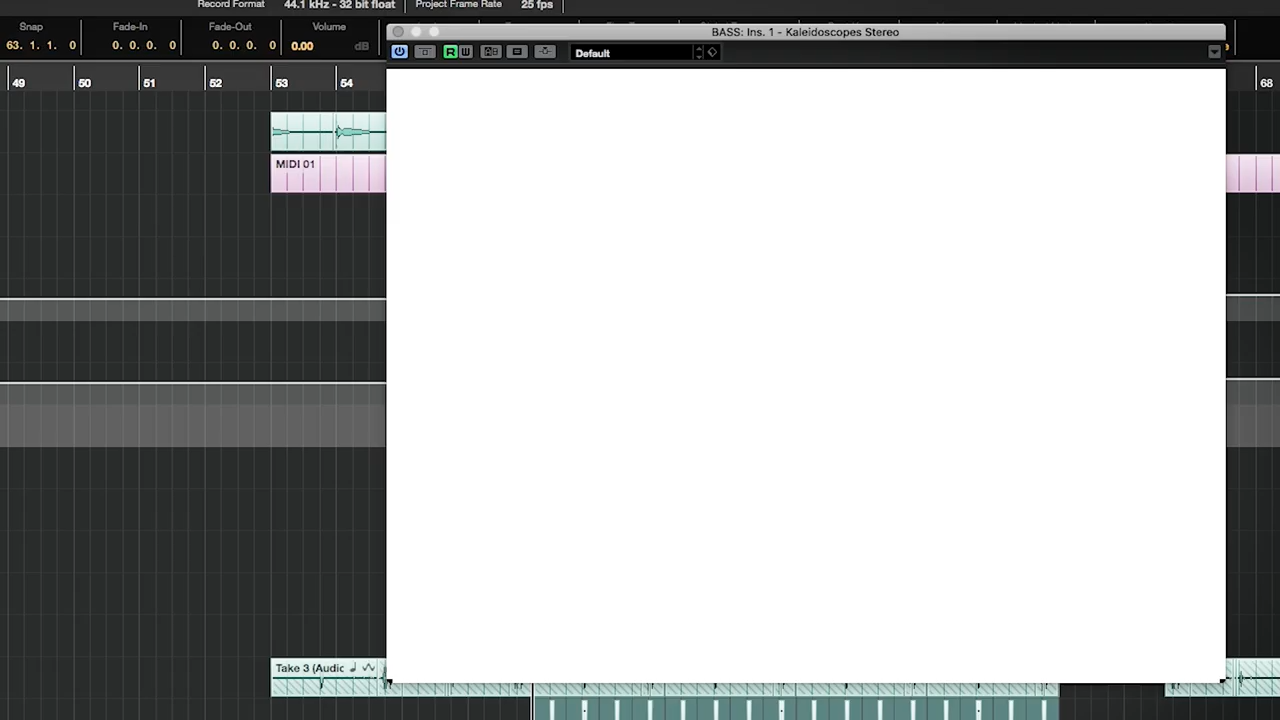 Record Format 44.1 kHz - 32 bit float Project Frame Rate 25 fps
Snap Fade-In Fade-Out Volume
63. 1. 1. 0 0. 0. 0. 0 0. 0. 0. 0 0.00 dB
BASS: Ins. 1 - Kaleidoscopes Stereo
R W Default
49 50 51 52 53 54 68
MIDI 01
Take 3 (Audic